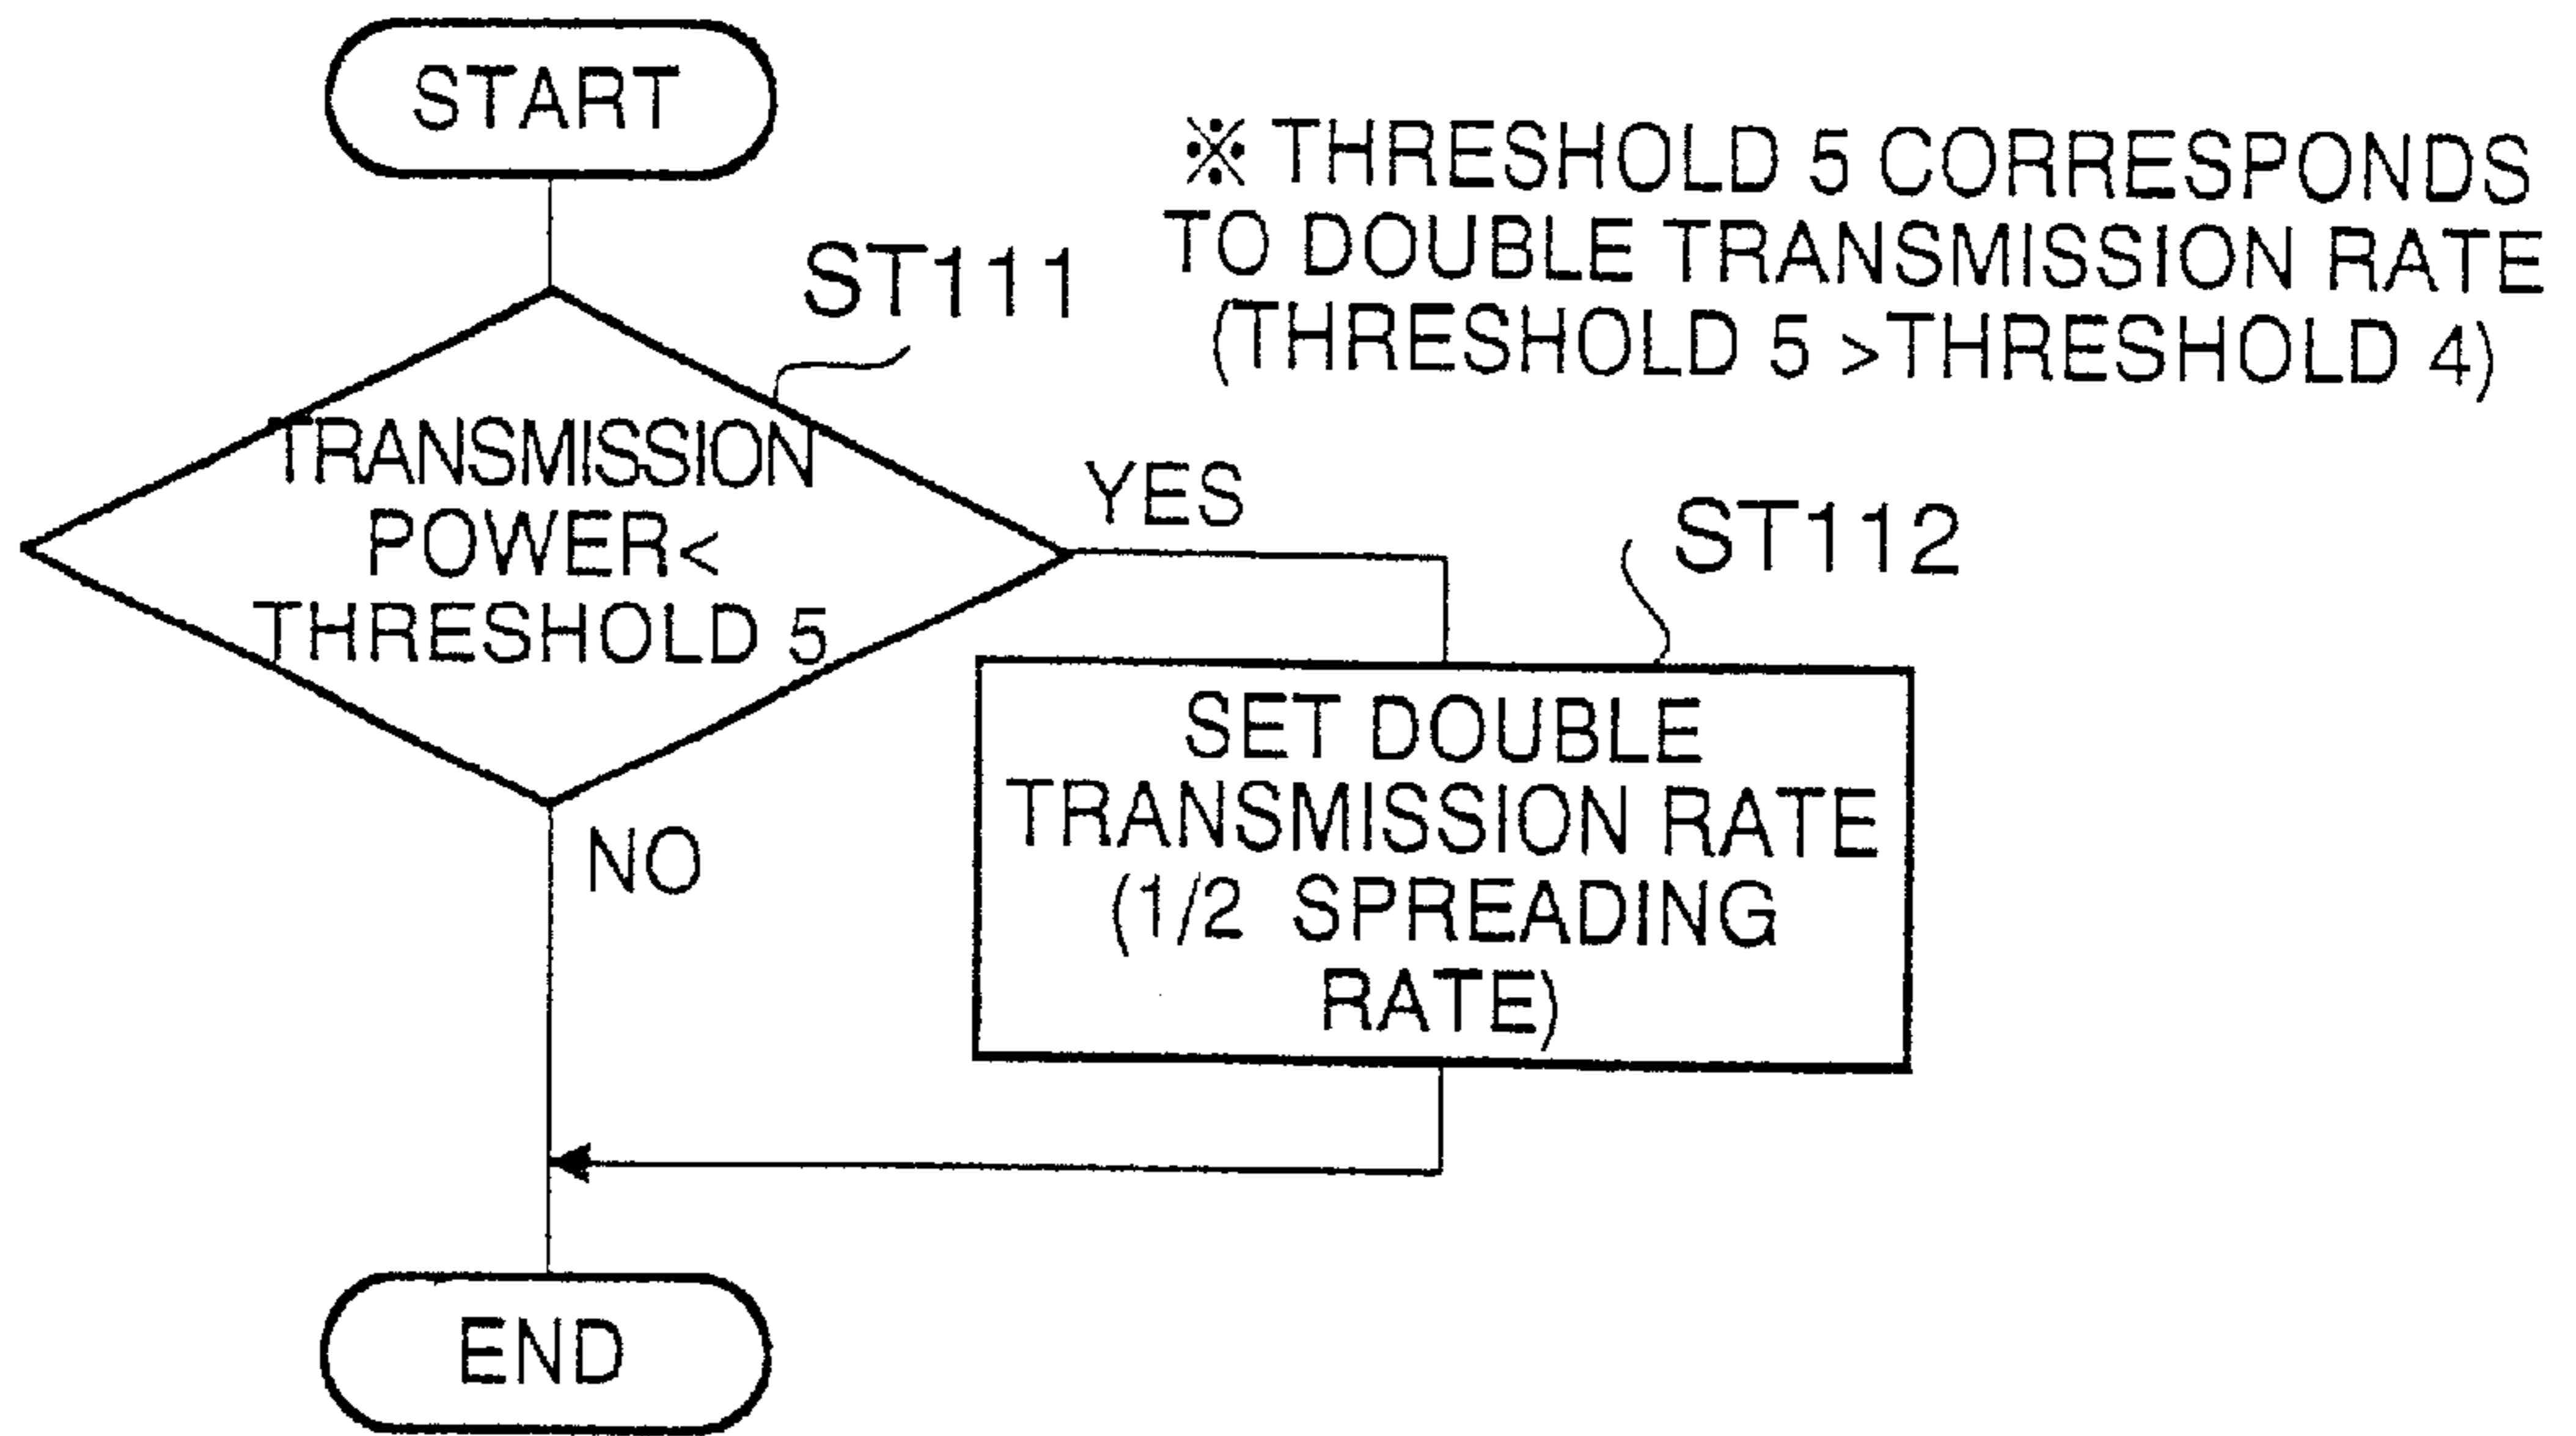 START
※ THRESHOLD 5 CORRESPONDS
TO DOUBLE TRANSMISSION RATE
(THRESHOLD 5 >THRESHOLD 4)
ST111
TRANSMISSION
POWER<
THRESHOLD 5
YES
NO
ST112
SET DOUBLE
TRANSMISSION RATE
(1/2 SPREADING
RATE)
END